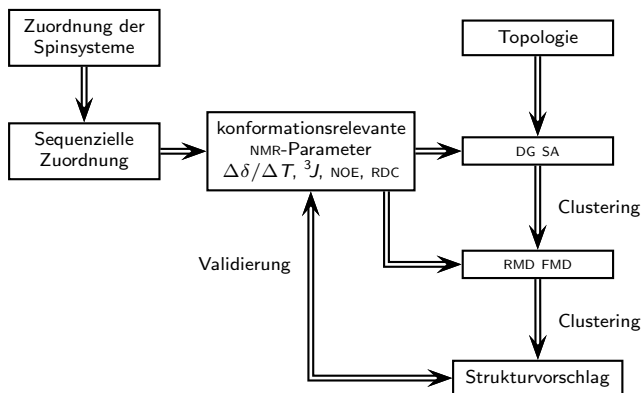 Zuordnung der
Spinsysteme
Topologie
Sequenzielle
Zuordnung
konformationsrelevante
NMR-Parameter
Δδ/ΔT, ³J, NOE, RDC
DG SA
Clustering
Validierung
RMD FMD
Clustering
Strukturvorschlag